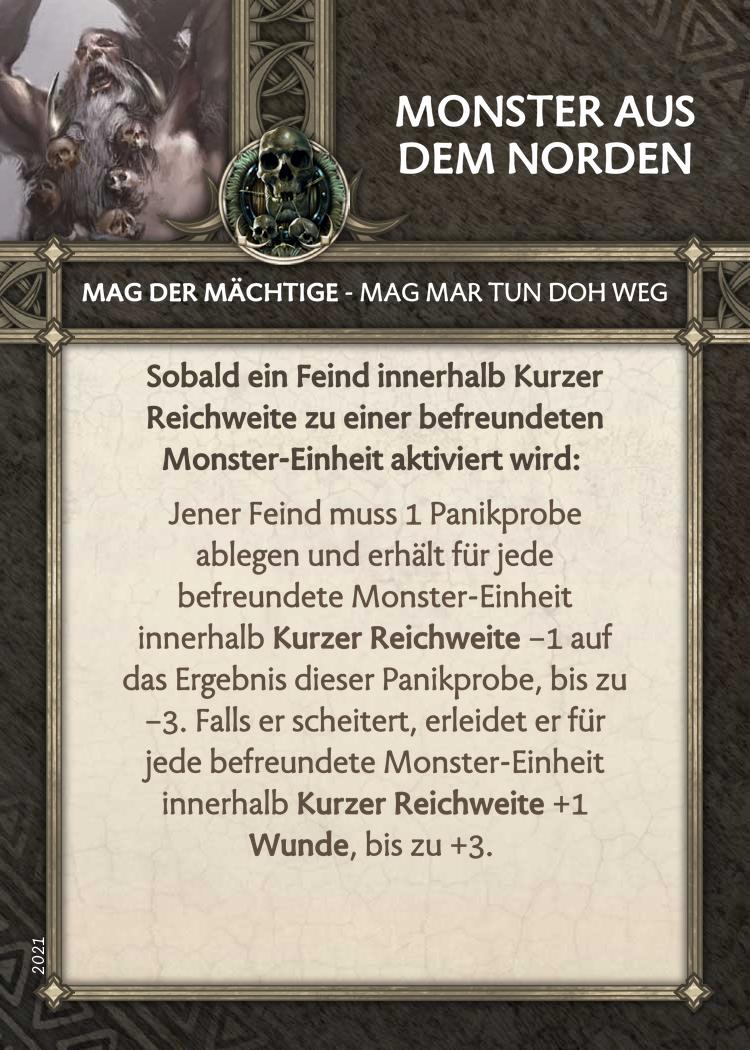 MONSTER AUS
DEM NORDEN
MAG DER MÄCHTIGE - MAG MAR TUN DOH WEG
Sobald ein Feind innerhalb Kurzer
Reichweite zu einer befreundeten
Monster-Einheit aktiviert wird:
Jener Feind muss 1 Panikprobe
ablegen und erhält für jede
befreundete Monster-Einheit
innerhalb Kurzer Reichweite −1 auf
das Ergebnis dieser Panikprobe, bis zu
−3. Falls er scheitert, erleidet er für
jede befreundete Monster-Einheit
innerhalb Kurzer Reichweite +1
Wunde, bis zu +3.
2021